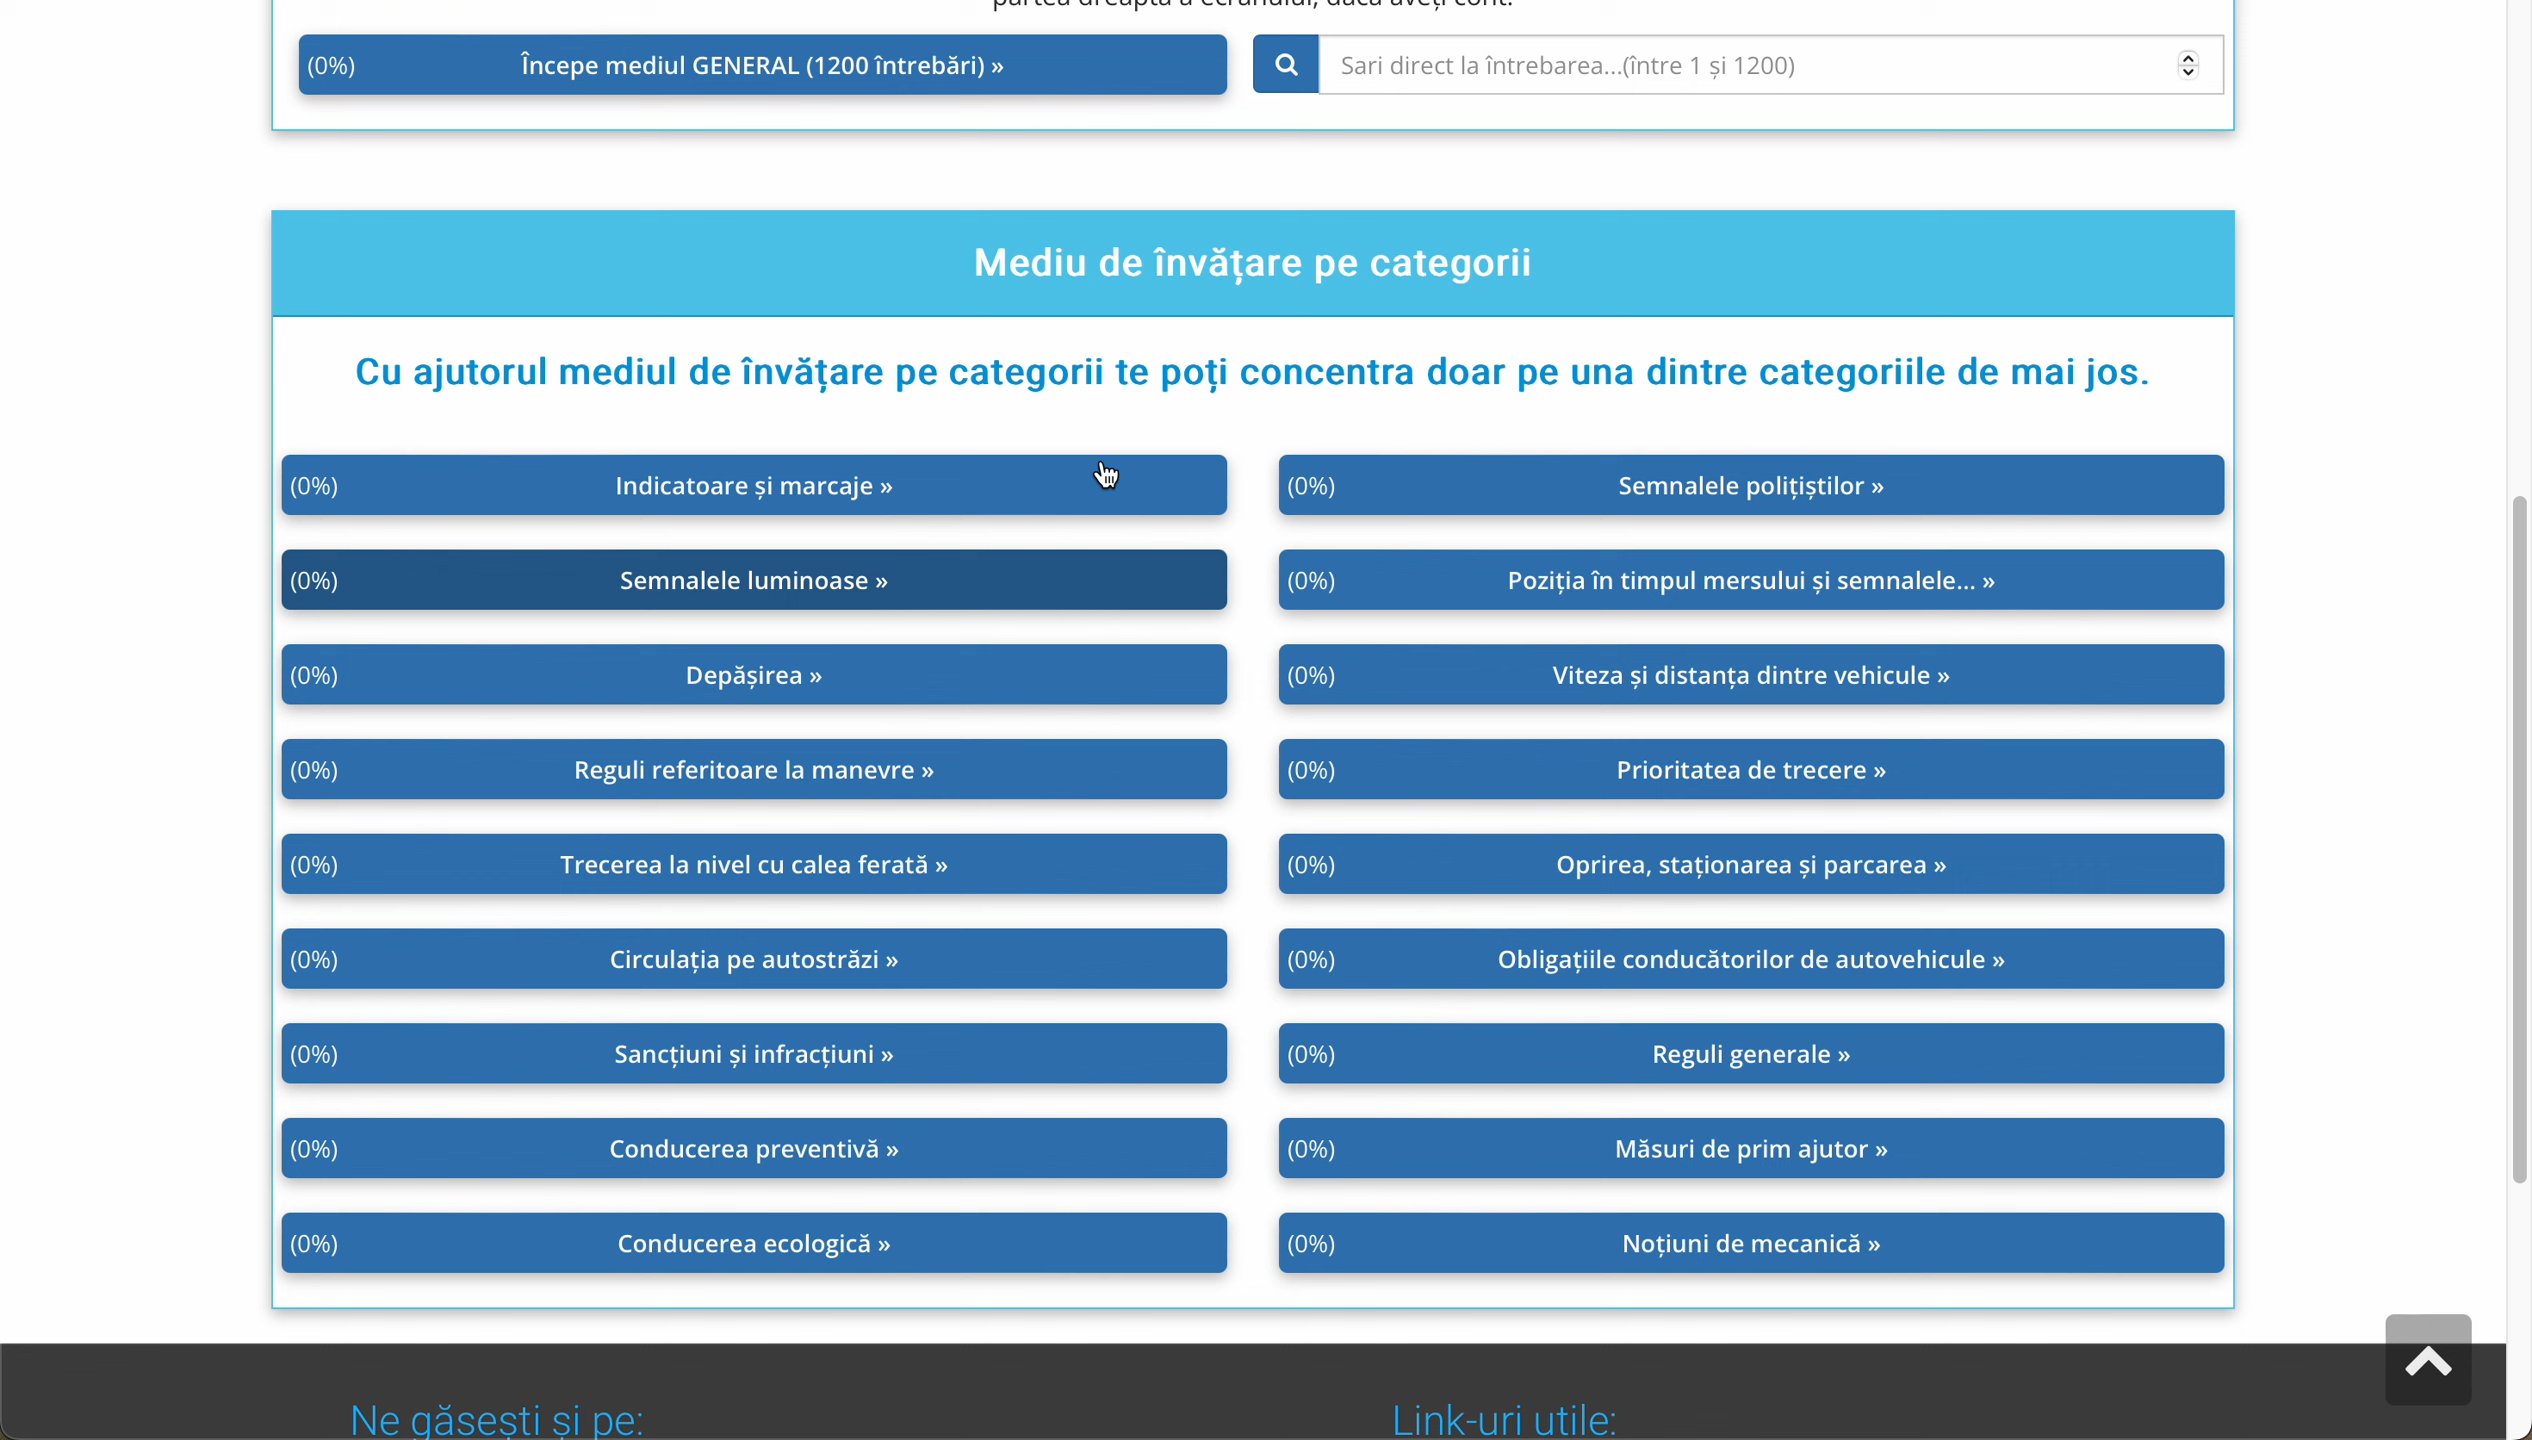 partea dreaptă a ecranului, dacă aveți cont.
(0%) Începe mediul GENERAL (1200 întrebări) »
Sari direct la întrebarea...(între 1 și 1200)
Mediu de învățare pe categorii
Cu ajutorul mediul de învățare pe categorii te poți concentra doar pe una dintre categoriile de mai jos.
(0%) Indicatoare și marcaje »
(0%) Semnalele polițiștilor »
(0%) Semnalele luminoase »
(0%) Poziția în timpul mersului și semnalele... »
(0%) Depășirea »
(0%) Viteza și distanța dintre vehicule »
(0%) Reguli referitoare la manevre »
(0%) Prioritatea de trecere »
(0%) Trecerea la nivel cu calea ferată »
(0%) Oprirea, staționarea și parcarea »
(0%) Circulația pe autostrăzi »
(0%) Obligațiile conducătorilor de autovehicule »
(0%) Sancțiuni și infracțiuni »
(0%) Reguli generale »
(0%) Conducerea preventivă »
(0%) Măsuri de prim ajutor »
(0%) Conducerea ecologică »
(0%) Noțiuni de mecanică »
Ne găsești și pe:
Link-uri utile: